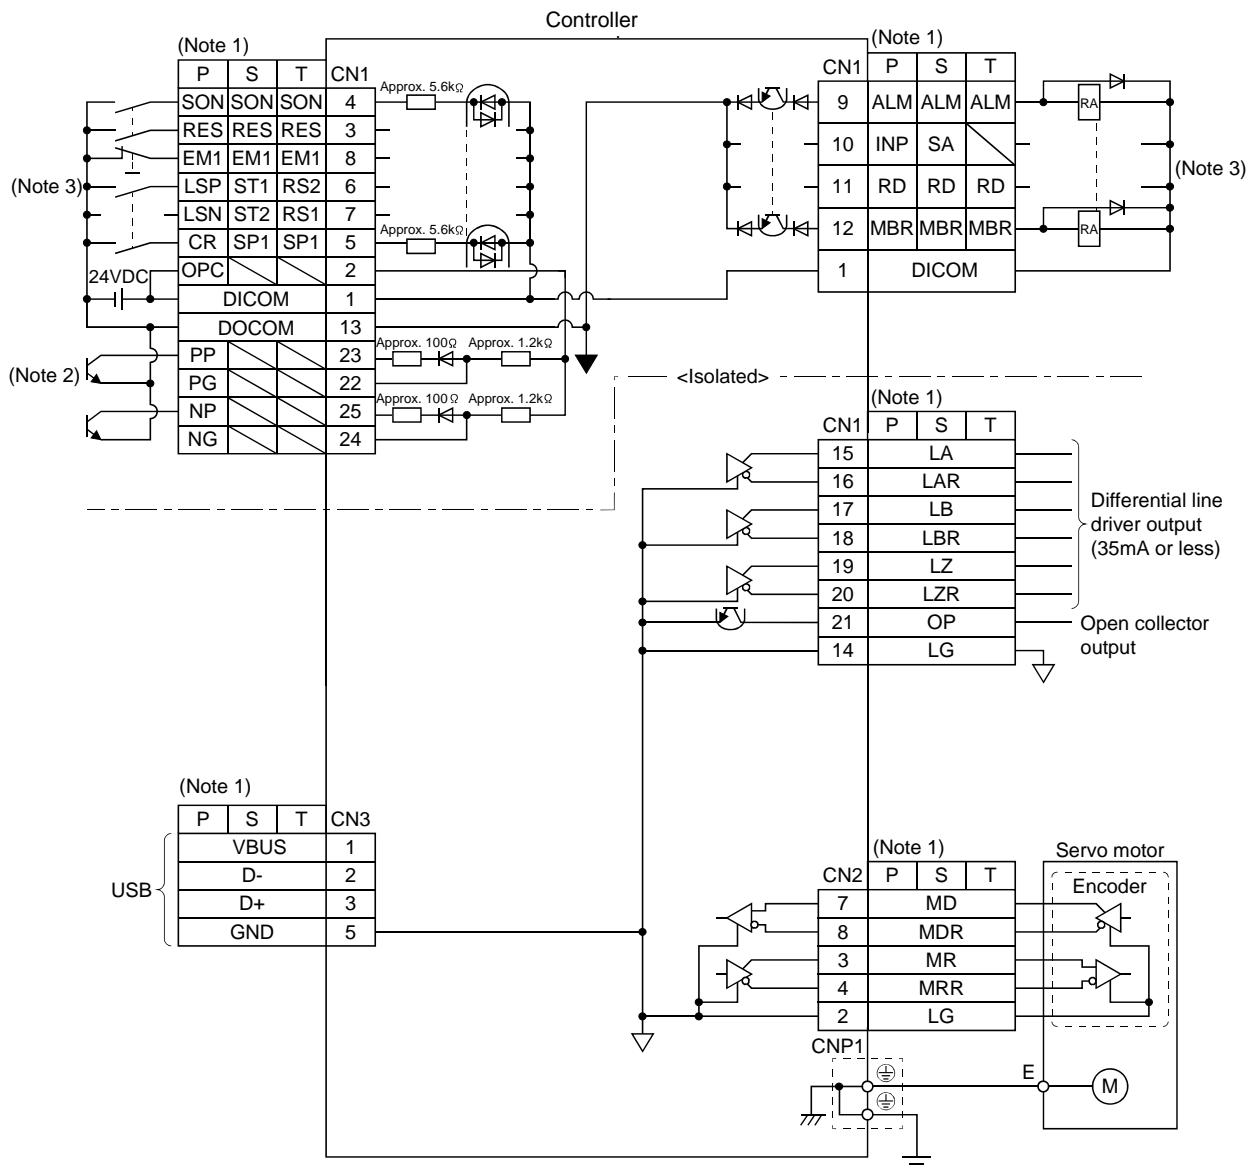 Controller
(Note 1)
P S T CN1
SON SON SON 4 Approx. 5.6kΩ
RES RES RES 3
EM1 EM1 EM1 8
(Note 3) LSP ST1 RS2 6
LSN ST2 RS1 7
CR SP1 SP1 5 Approx. 5.6kΩ
24VDC OPC 2
DICOM 1
DOCOM 13
(Note 2) PP 23 Approx. 100Ω Approx. 1.2kΩ
PG 22
NP 25 Approx. 100Ω Approx. 1.2kΩ
NG 24
(Note 1)
CN1 P S T
9 ALM ALM ALM RA
10 INP SA
11 RD RD RD (Note 3)
12 MBR MBR MBR RA
1 DICOM
<Isolated>
(Note 1)
CN1 P S T
15 LA
16 LAR
17 LB
18 LBR
19 LZ
20 LZR
21 OP
14 LG
Differential line
driver output
(35mA or less)
Open collector
output
(Note 1)
P S T CN3
VBUS 1
D- 2
D+ 3
GND 5
USB
(Note 1)
CN2 P S T
7 MD
8 MDR
3 MR
4 MRR
2 LG
Servo motor
Encoder
CNP1
E
M